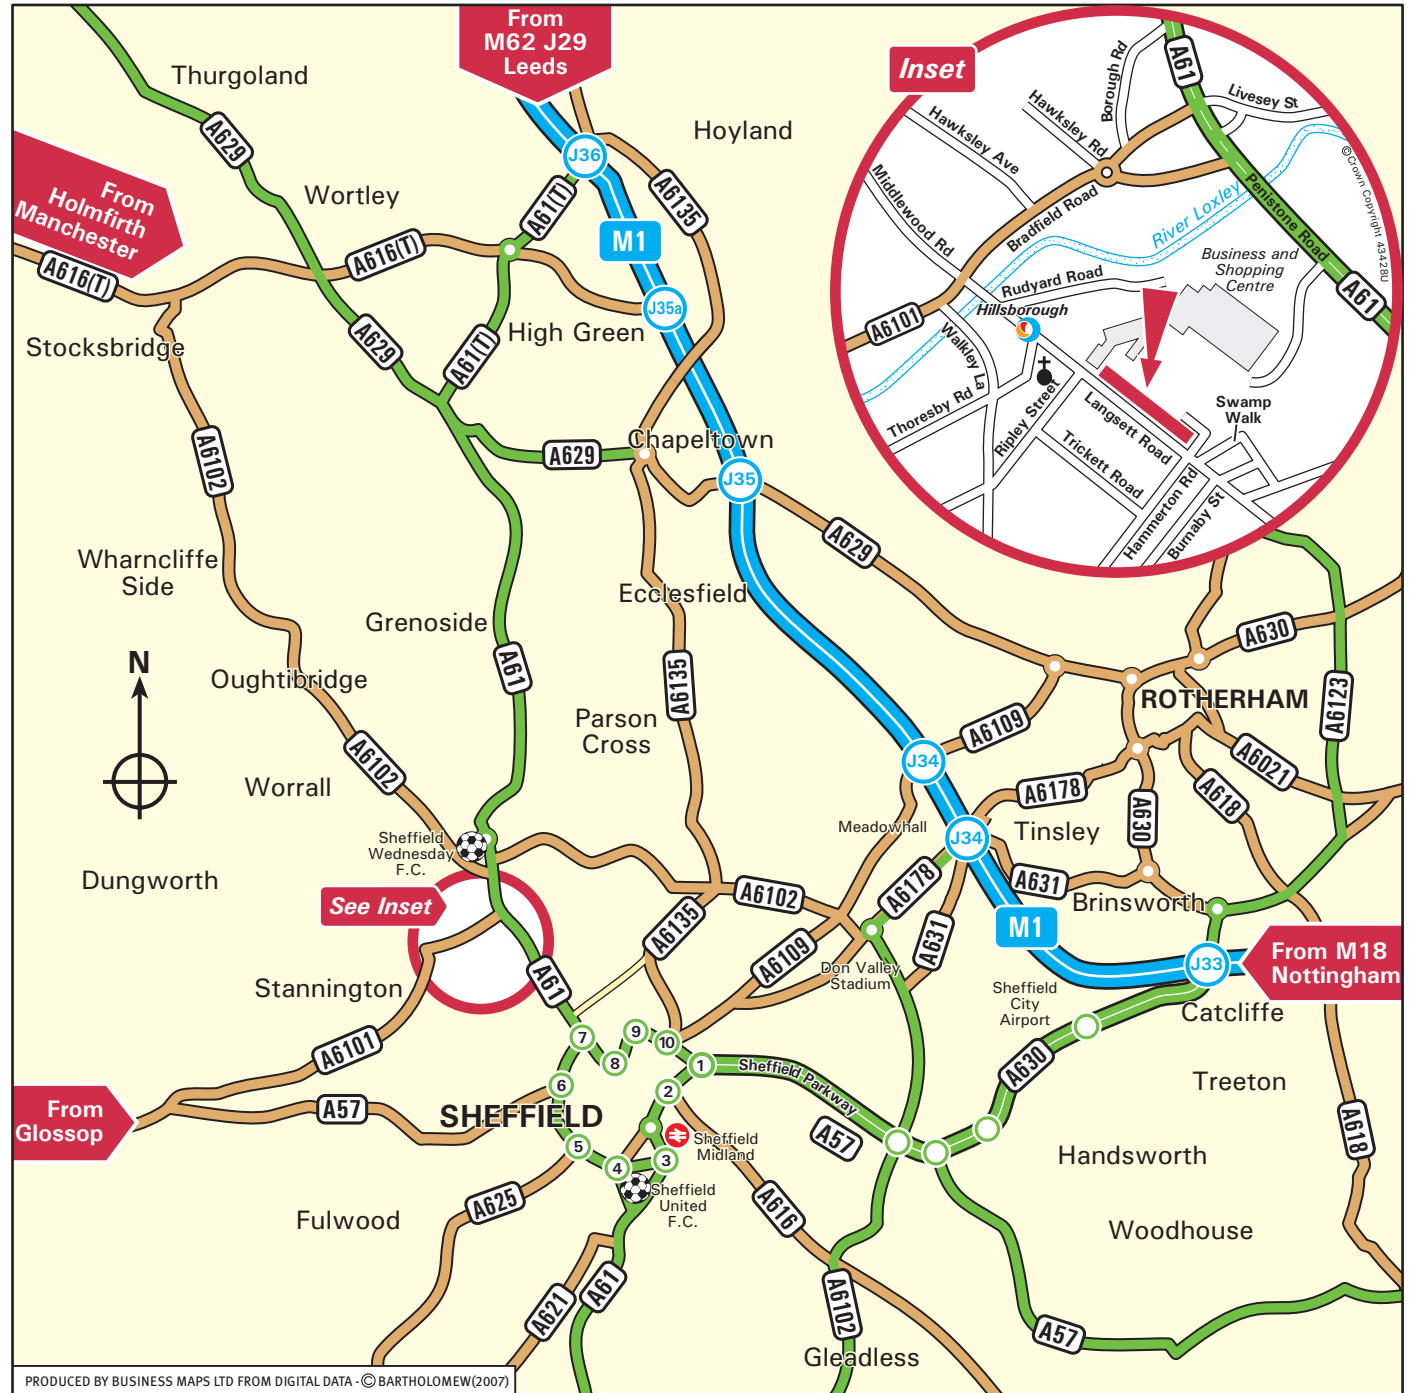 From
M62 J29
Leeds
Thurgoland
Hoyland
A629
J36
Wortley
A61(T)
A6135
M1
From
Holmfirth
Manchester
A616(T)
A616(T)
J35a
High Green
Stocksbridge
A629
A61(T)
A6102
A629
Chapeltown
J35
A629
Wharncliffe
Side
Ecclesfield
Grenoside
A61
A6135
N
Oughtibridge
Parson
Cross
A6102
Worrall
A630
ROTHERHAM
A6123
A6109
J34
A6021
A6178
A618
A630
Meadowhall
Tinsley
J34
Sheffield
Wednesday
F.C.
Dungworth
A6102
A6178
A631
Brinsworth
See Inset
A6135
A631
M1
A6109
Don Valley
Stadium
J33
From M18
Nottingham
Stannington
A61
Sheffield
City
Airport
Catcliffe
A6101
7
8
9
10
1
2
6
5
4
3
Sheffield Parkway
A630
Treeton
From
Glossop
A57
SHEFFIELD
A57
Sheffield
Midland
Handsworth
A618
Sheffield
United
F.C.
A625
A616
Fulwood
Woodhouse
A61
A621
A6102
A57
Gleadless
PRODUCED BY BUSINESS MAPS LTD FROM DIGITAL DATA - © BARTHOLOMEW(2007)
Inset
A61
Borough Rd
Livesey St
Hawksley Rd
Hawksley Ave
Middlewood Rd
Bradfield Road
River Loxley
Penistone Road
©Crown Copyright 43428U
Business and
Shopping
Centre
Rudyard Road
Hillsborough
A61
A6101
Walkley La
Thoresby Rd
Ripley Street
Langsett Road
Trickett Road
Swamp
Walk
Hammerton Rd
Burnaby St